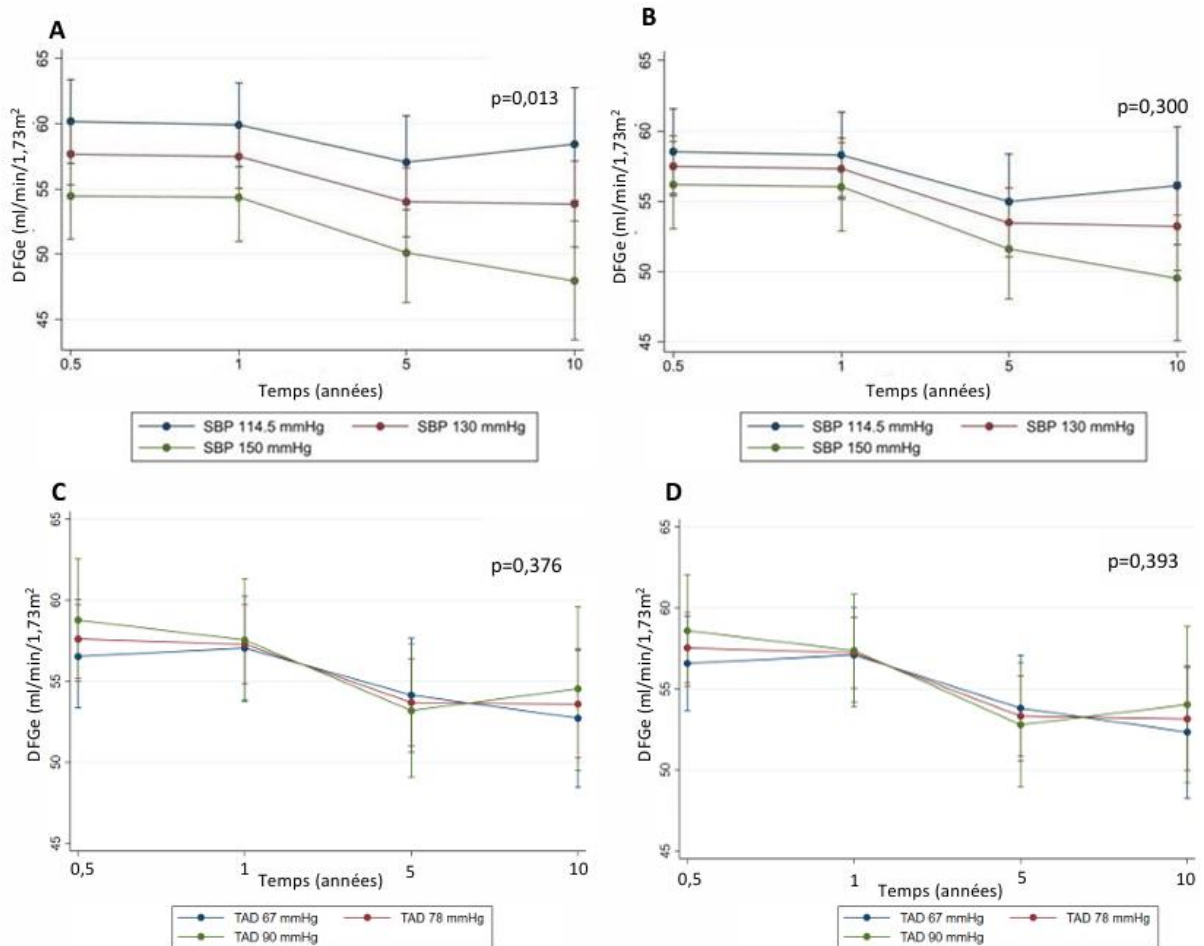 A
65
60
55
50
45
DFGe (ml/min/1,73m²
p=0,013
0.5 1 5 10
Temps (années)
SBP 114.5 mmHg SBP 130 mmHg
SBP 150 mmHg
B
65
60
55
50
45
DFGe (ml/min/1,73m²
p=0,300
0.5 1 5 10
Temps (années)
SBP 114.5 mmHg SBP 130 mmHg
SBP 150 mmHg
C
65
60
55
50
45
DFGe (ml/min/1,73m²
p=0,376
0,5 1 5 10
Temps (années)
TAD 67 mmHg TAD 78 mmHg
TAD 90 mmHg
D
65
60
55
50
45
DFGe (ml/min/1,73m²
p=0,393
0,5 1 5 10
Temps (années)
TAD 67 mmHg TAD 78 mmHg
TAD 90 mmHg